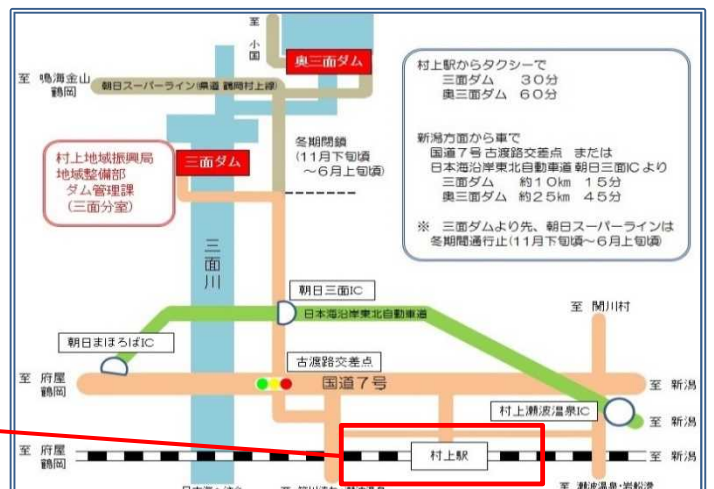 至
小
国
奥三面ダム
至 鳴海金山
鶴岡
朝日スーパーライン(県道 鶴岡村上線)
村上駅からタクシーで
三面ダム 30分
奥三面ダム 60分
新潟方面から車で
国道7号 古渡路交差点 または
日本海沿岸東北自動車道 朝日三面ICより
三面ダム 約10km 15分
奥三面ダム 約25km 45分
※ 三面ダムより先、朝日スーパーラインは
冬期間通行止(11月下旬頃~6月上旬頃)
村上地域振興局
地域整備部
ダム管理課
(三面分室)
三面ダム
冬期閉鎖
(11月下旬頃
~6月上旬頃)
三面川
朝日三面IC
日本海沿岸東北自動車道
至 関川村
朝日まほろばIC
古渡路交差点
至 府屋
鶴岡
国道7号
至 新潟
村上瀬波温泉IC
至 新潟
至 府屋
鶴岡
村上駅
至 新潟
至 瀬波温泉・岩船港